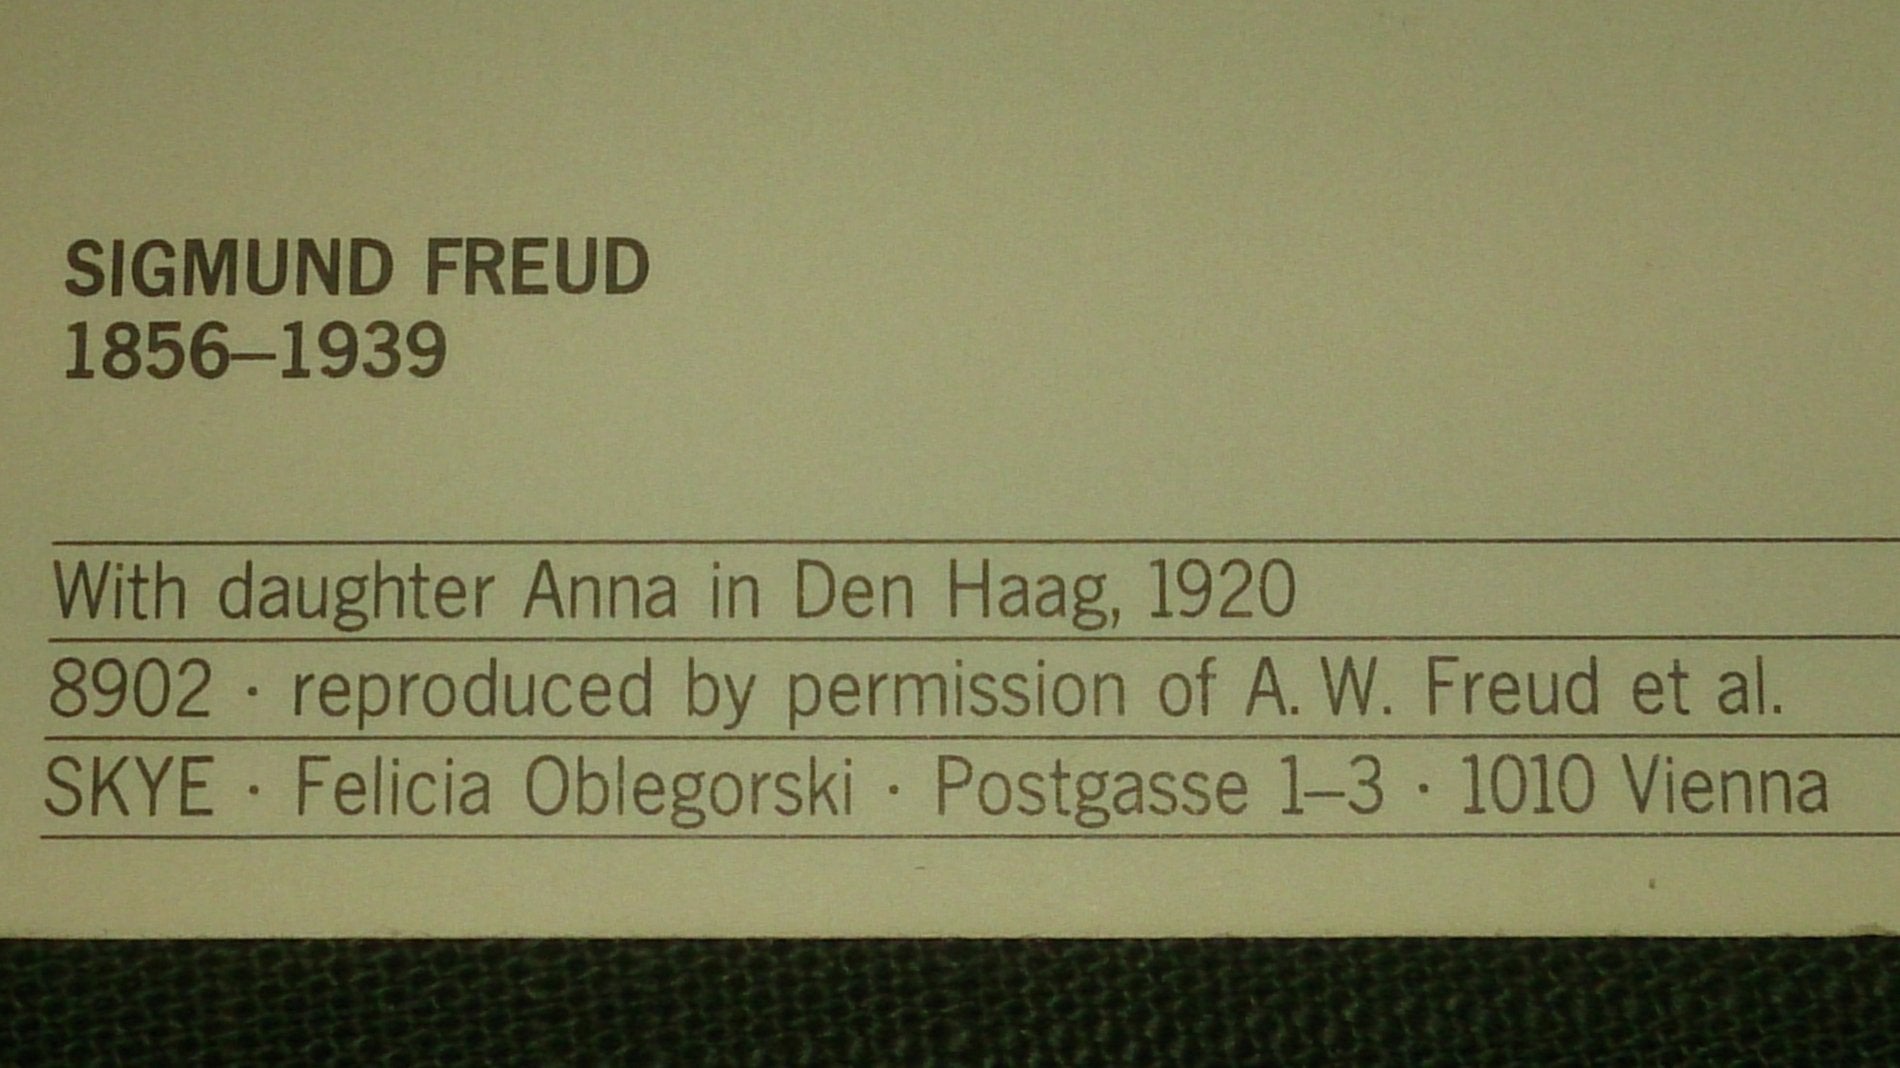 SIGMUND FREUD
1856–1939
With daughter Anna in Den Haag, 1920
8902 · reproduced by permission of A. W. Freud et al.
SKYE · Felicia Oblegorski · Postgasse 1–3 · 1010 Vienna